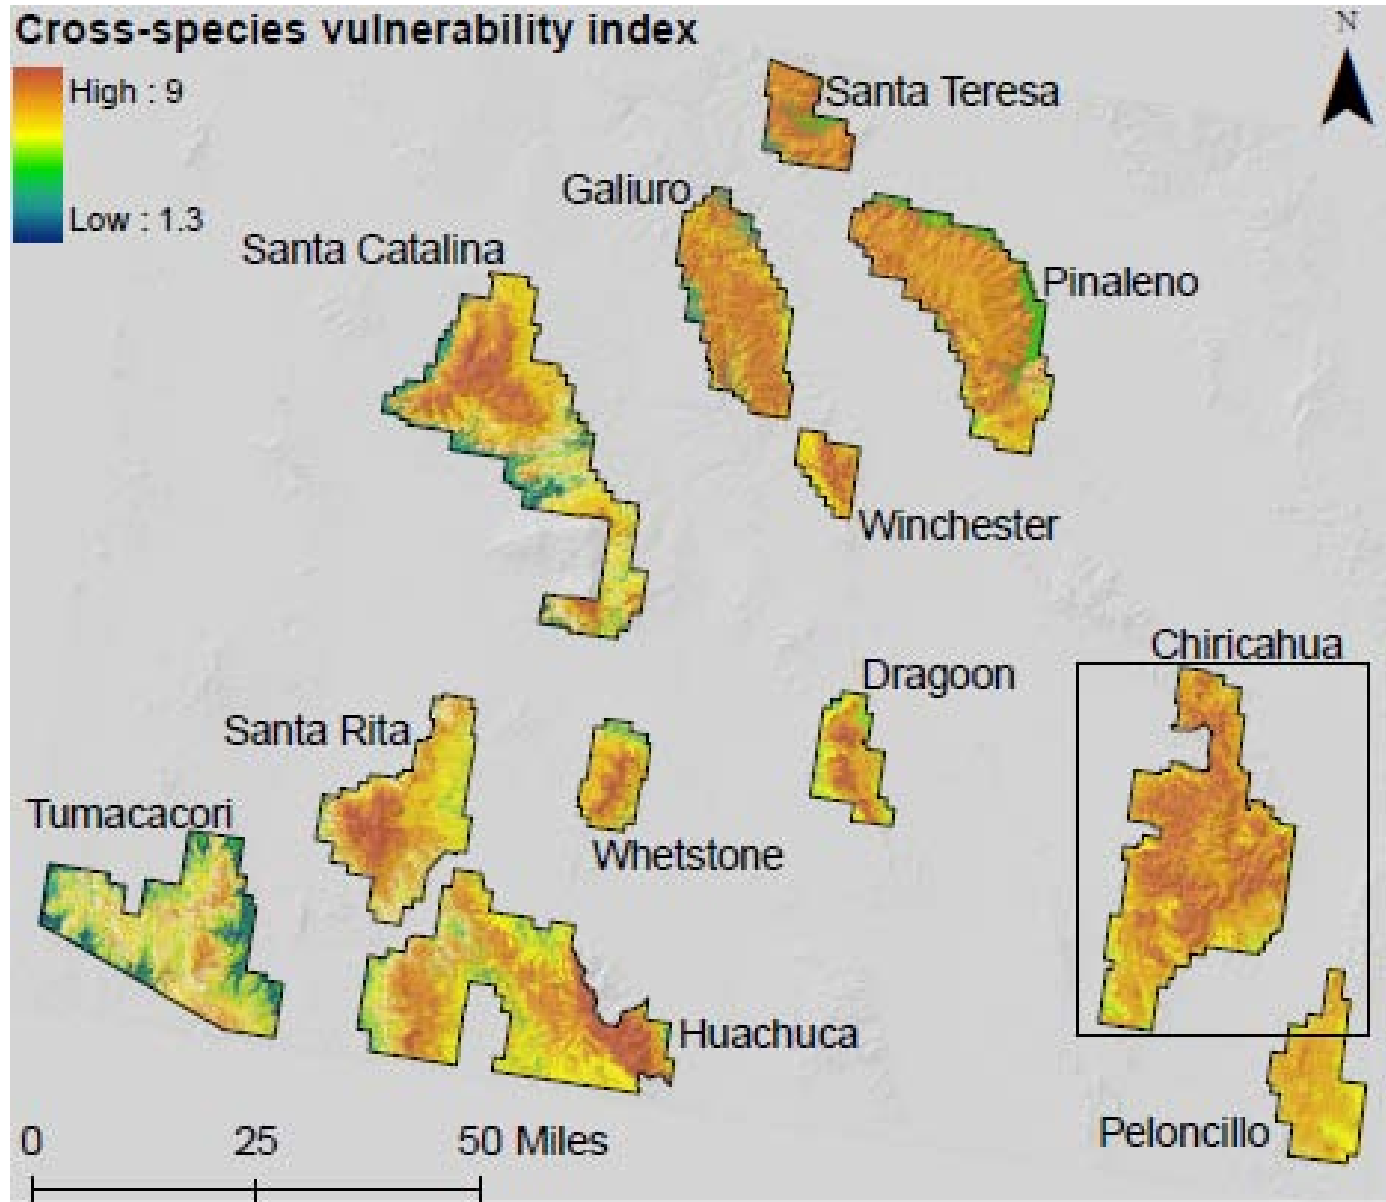 Cross-species vulnerability index
N
High : 9
Low : 1.3
Santa Teresa
Galiuro
Santa Catalina
Pinaleno
Winchester
Chiricahua
Dragoon
Santa Rita
Tumacacori
Whetstone
Huachuca
Peloncillo
0 25 50 Miles